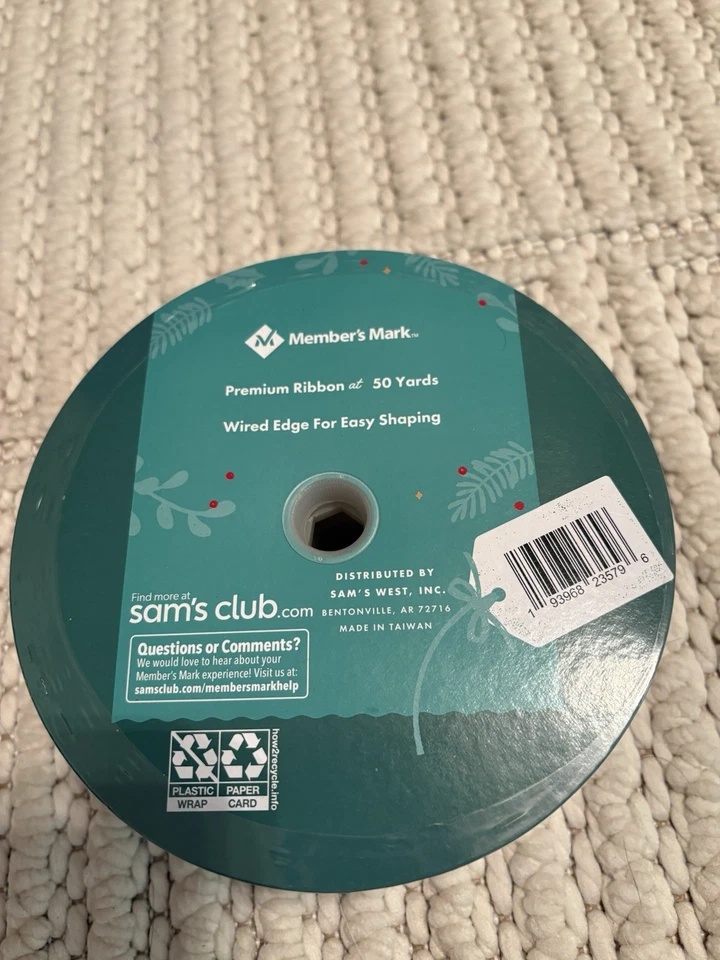 Member's Mark™
Premium Ribbon at 50 Yards
Wired Edge For Easy Shaping
Find more at
sam's club.com
DISTRIBUTED BY
SAM'S WEST, INC.
BENTONVILLE, AR 72716
MADE IN TAIWAN
1 93968 23579 6
Questions or Comments?
We would love to hear about your
Member's Mark experience! Visit us at:
samsclub.com/membersmarkhelp
PLASTIC PAPER
WRAP CARD
how2recycle.info